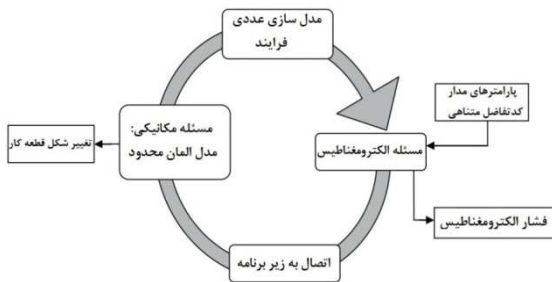 مدل سازی عددی
فرایند
پارامترهای مدار
کدتفاضل متناهی
مسئله الکترومغناطیس
فشار الکترومغناطیس
اتصال به زیر برنامه
مسئله مکانیکی:
مدل المان محدود
تغییر شکل قطعه کار